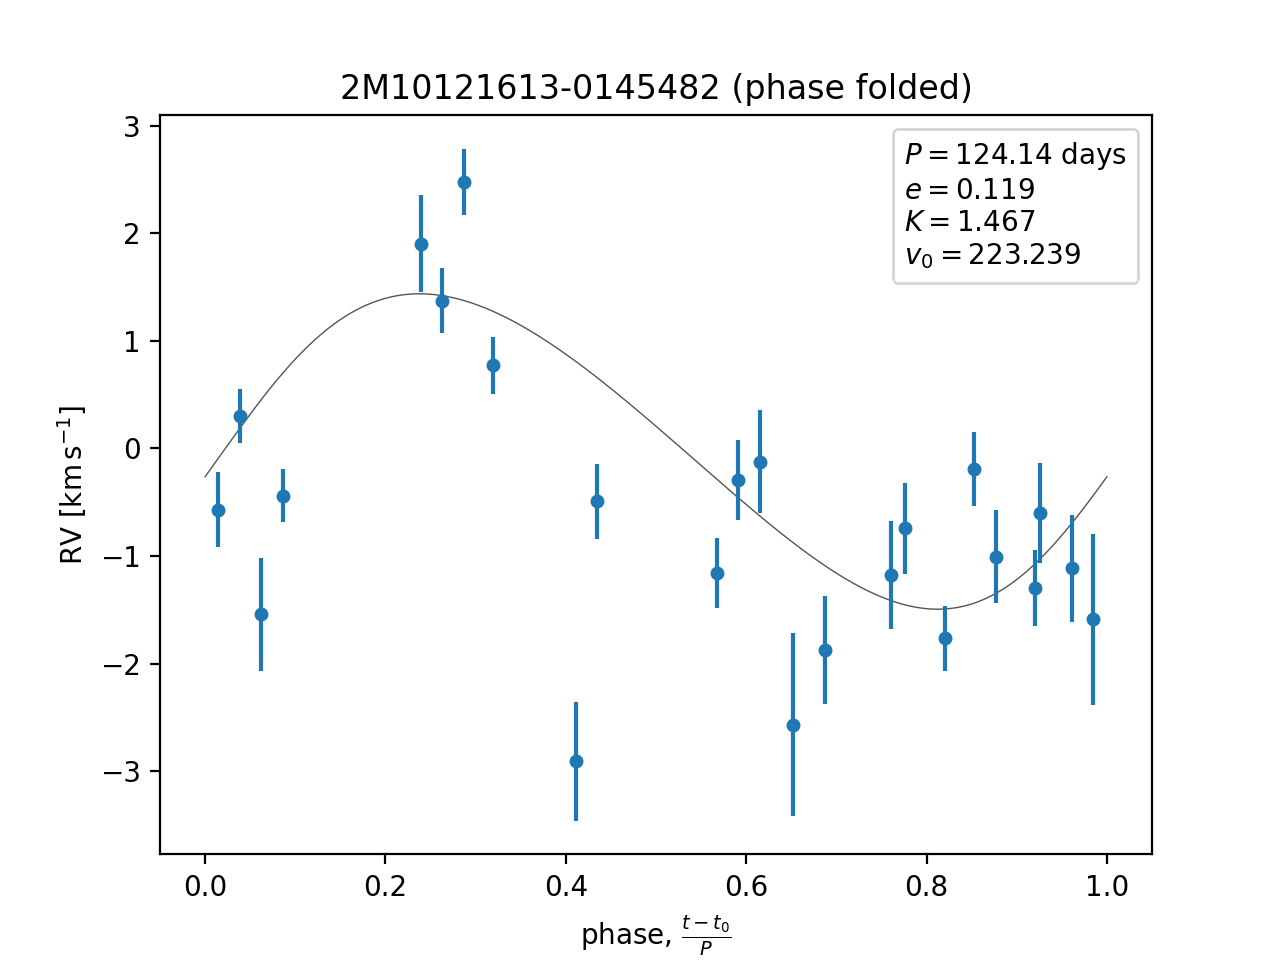 2M10121613-0145482 (phase folded)
P = 124.14 days
e = 0.119
K = 1.467
v₀ = 223.239
RV [km s⁻¹]
3
2
1
0
−1
−2
−3
0.0 0.2 0.4 0.6 0.8 1.0
phase, (t − t₀)/P